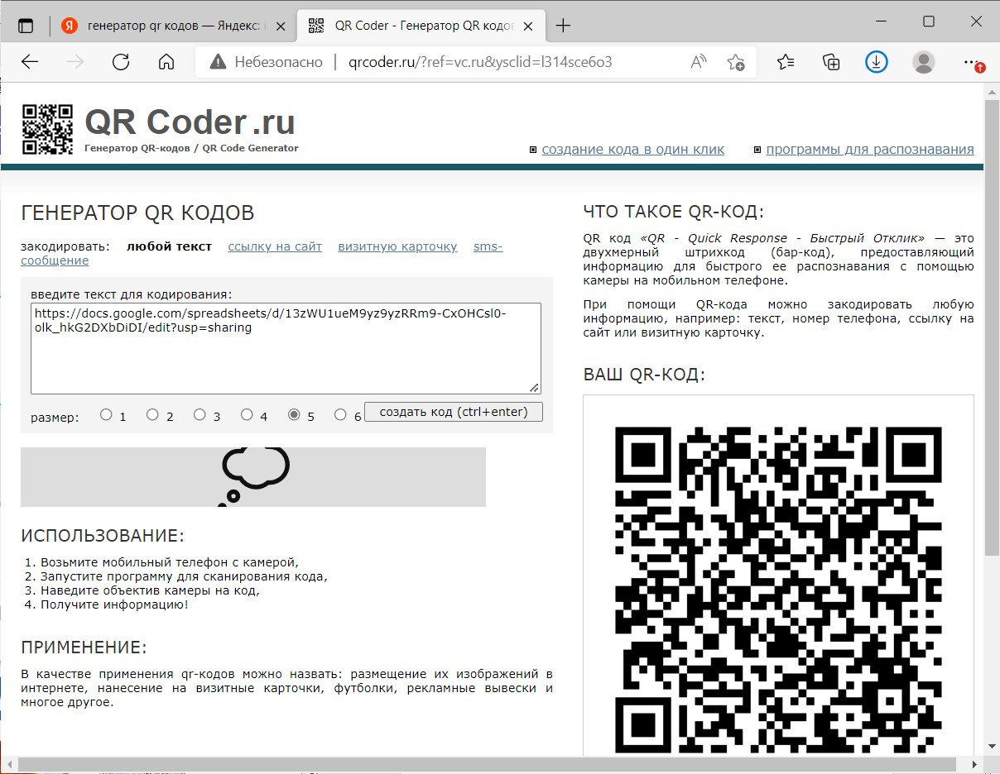 генератор qr кодов — Яндекс:
QR Coder - Генератор QR кодов
Небезопасно | qrcoder.ru/?ref=vc.ru&ysclid=l314sce6o3
QR Coder.ru
Генератор QR-кодов / QR Code Generator
создание кода в один клик
программы для распознавания
ГЕНЕРАТОР QR КОДОВ
закодировать: любой текст ссылку на сайт визитную карточку sms-
сообщение
введите текст для кодирования:
https://docs.google.com/spreadsheets/d/13zWU1ueM9yz9yzRRm9-CxOHCsl0-
olk_hkG2DXbDiDI/edit?usp=sharing
размер: 1 2 3 4 5 6 создать код (ctrl+enter)
ИСПОЛЬЗОВАНИЕ:
1. Возьмите мобильный телефон с камерой,
2. Запустите программу для сканирования кода,
3. Наведите объектив камеры на код,
4. Получите информацию!
ПРИМЕНЕНИЕ:
В качестве применения qr-кодов можно назвать: размещение их изображений в
интернете, нанесение на визитные карточки, футболки, рекламные вывески и
многое другое.
ЧТО ТАКОЕ QR-КОД:
QR код «QR - Quick Response - Быстрый Отклик» — это
двухмерный штрихкод (бар-код), предоставляющий
информацию для быстрого ее распознавания с помощью
камеры на мобильном телефоне.
При помощи QR-кода можно закодировать любую
информацию, например: текст, номер телефона, ссылку на
сайт или визитную карточку.
ВАШ QR-КОД: